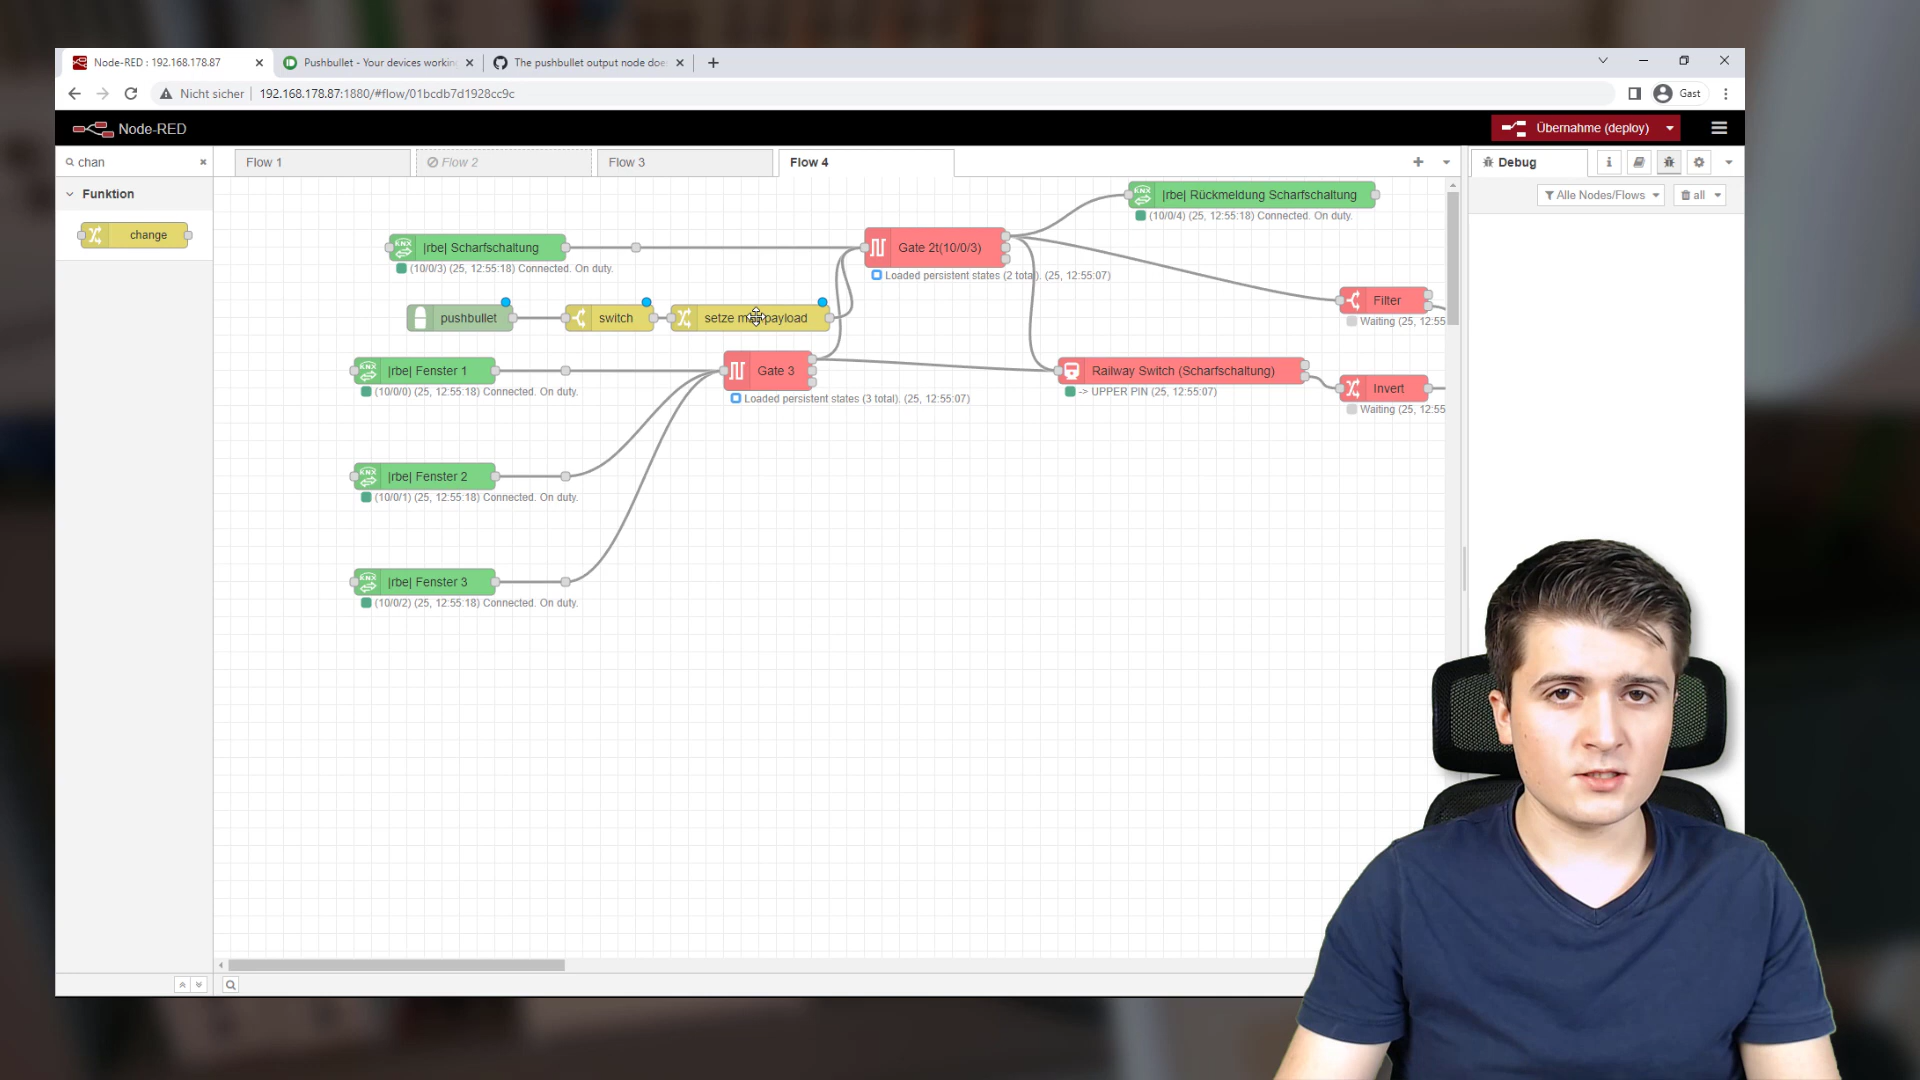 Node-RED : 192.168.178.87
Pushbullet - Your devices workin
The pushbullet output node doe
Nicht sicher
192.168.178.87:1880/#flow/01bcdb7d1928cc9c
Gast
Node-RED
Übernahme (deploy)
chan
Flow 1
Flow 2
Flow 3
Flow 4
Debug
Funktion
Alle Nodes/Flows
all
change
|rbe| Rückmeldung Scharfschaltung
(10/0/4) (25, 12:55:18) Connected. On duty.
|rbe| Scharfschaltung
(10/0/3) (25, 12:55:18) Connected. On duty.
Gate 2t(10/0/3)
Loaded persistent states (2 total). (25, 12:55:07)
Filter
Waiting (25, 12:55
pushbullet
switch
setze payload
|rbe| Fenster 1
(10/0/0) (25, 12:55:18) Connected. On duty.
Gate 3
Loaded persistent states (3 total). (25, 12:55:07)
Railway Switch (Scharfschaltung)
-> UPPER PIN (25, 12:55:07)
Invert
Waiting (25, 12:55
|rbe| Fenster 2
(10/0/1) (25, 12:55:18) Connected. On duty.
|rbe| Fenster 3
(10/0/2) (25, 12:55:18) Connected. On duty.